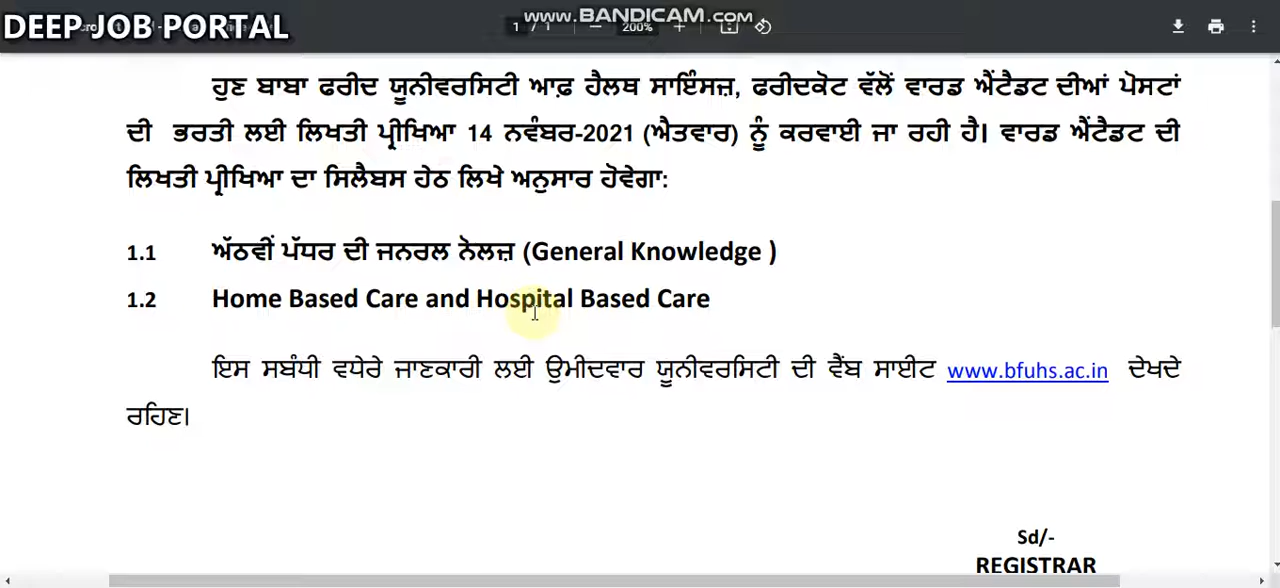 www.BANDICAM.com
DEEP JOB PORTAL
1 / 1
200%
ਹੁਣ ਬਾਬਾ ਫਰੀਦ ਯੂਨੀਵਰਸਿਟੀ ਆਫ਼ ਹੈਲਥ ਸਾਇੰਸਜ਼, ਫਰੀਦਕੋਟ ਵੱਲੋਂ ਵਾਰਡ ਐਂਟੈਡਟ ਦੀਆਂ ਪੋਸਟਾਂ
ਦੀ ਭਰਤੀ ਲਈ ਲਿਖਤੀ ਪ੍ਰੀਖਿਆ 14 ਨਵੰਬਰ-2021 (ਐਤਵਾਰ) ਨੂੰ ਕਰਵਾਈ ਜਾ ਰਹੀ ਹੈ। ਵਾਰਡ ਐਂਟੈਡਟ ਦੀ
ਲਿਖਤੀ ਪ੍ਰੀਖਿਆ ਦਾ ਸਿਲੈਬਸ ਹੇਠ ਲਿਖੇ ਅਨੁਸਾਰ ਹੋਵੇਗਾ:
1.1 ਅੱਠਵੀਂ ਪੱਧਰ ਦੀ ਜਨਰਲ ਨੋਲਜ਼ (General Knowledge )
1.2 Home Based Care and Hospital Based Care
ਇਸ ਸਬੰਧੀ ਵਧੇਰੇ ਜਾਣਕਾਰੀ ਲਈ ਉਮੀਦਵਾਰ ਯੂਨੀਵਰਸਿਟੀ ਦੀ ਵੈੱਬ ਸਾਈਟ www.bfuhs.ac.in ਦੇਖਦੇ
ਰਹਿਣ।
Sd/-
REGISTRAR